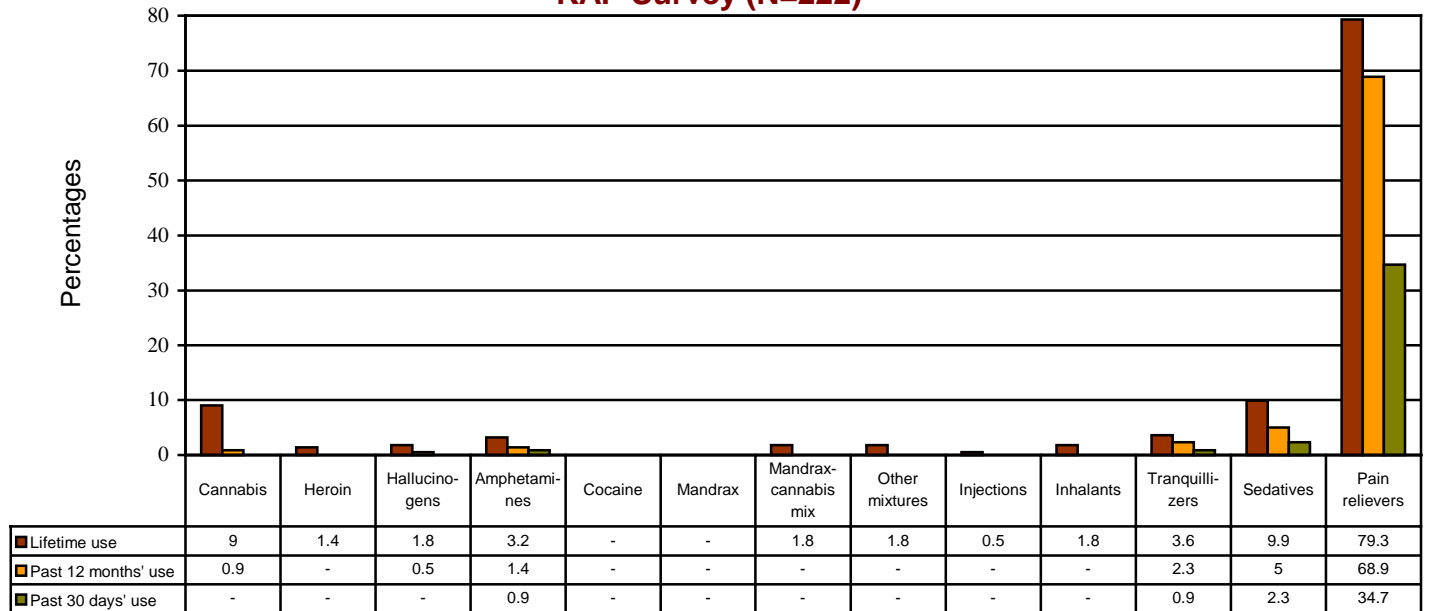 RAP Survey (N=222)
80
70
60
50
40
30
20
10
0
Percentages
Cannabis
Heroin
Hallucino-
gens
Amphetami-
nes
Cocaine
Mandrax
Mandrax-
cannabis
mix
Other
mixtures
Injections
Inhalants
Tranquilli-
zers
Sedatives
Pain
relievers
Lifetime use 9 1.4 1.8 3.2 - - 1.8 1.8 0.5 1.8 3.6 9.9 79.3
Past 12 months' use 0.9 - 0.5 1.4 - - - - - - 2.3 5 68.9
Past 30 days' use - - - 0.9 - - - - - - 0.9 2.3 34.7